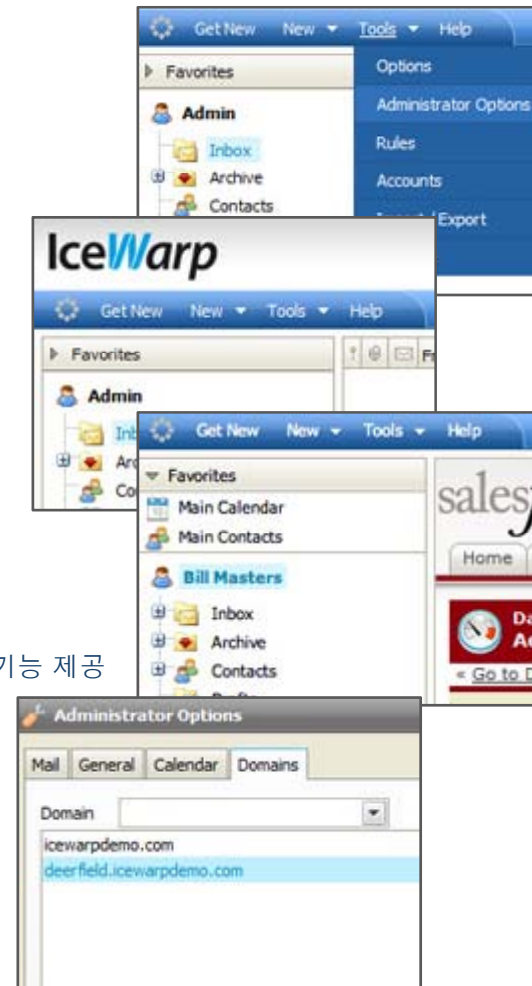 Get New New Tools Help
Favorites
Admin
Inbox
Archive
Contacts
Options
Administrator Options
Rules
Accounts
Export
IceWarp
Get New New Tools Help
Favorites
Admin
Get New New Tools Help
Favorites
Main Calendar
Main Contacts
Bill Masters
Inbox
Archive
Contacts
Home
Go to
기능 제공
Administrator Options
Mail General Calendar Domains
Domain
icewarpdemo.com
deerfield.icewarpdemo.com